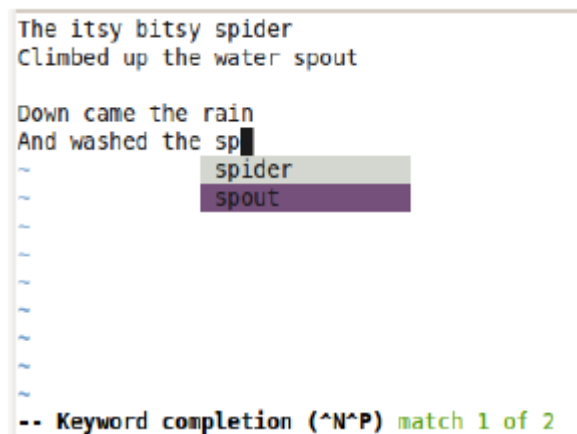 The itsy bitsy spider
Climbed up the water spout

Down came the rain
And washed the sp
~ spider
~ spout
~
~
~
~
~
~
~
-- Keyword completion (^N^P) match 1 of 2